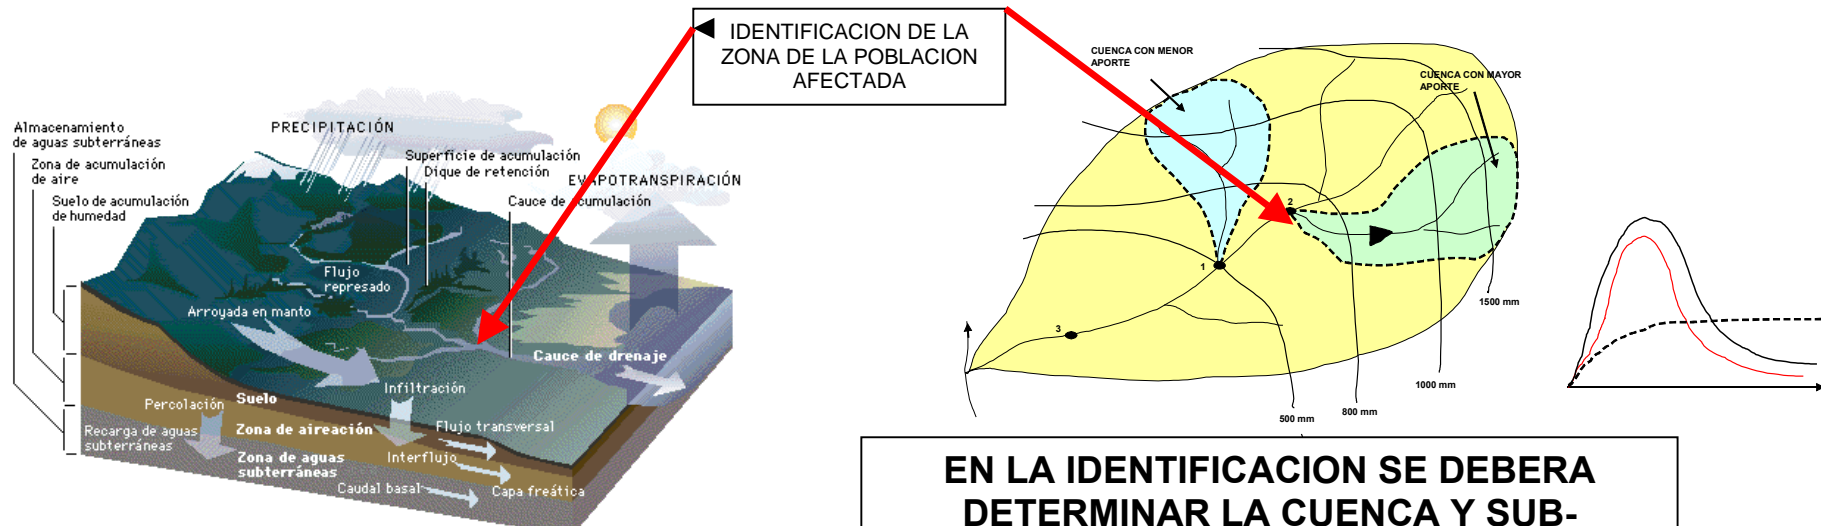 IDENTIFICACION DE LA
ZONA DE LA POBLACION
AFECTADA
Almacenamiento
de aguas subterráneas
Zona de acumulación
de aire
Suelo de acumulación
de humedad
PRECIPITACIÓN
Superficie de acumulación
Dique de retención
EVAPOTRANSPIRACIÓN
Cauce de acumulación
Flujo
represado
Arroyada en manto
Cauce de drenaje
Infiltración
Suelo
Percolación
Zona de aireación
Flujo transversal
Recarga de aguas
subterráneas
Zona de aguas
subterráneas
Interflujo
Caudal basal
Capa freática
CUENCA CON MENOR
APORTE
CUENCA CON MAYOR
APORTE
2
1
3
1500 mm
1000 mm
800 mm
500 mm
EN LA IDENTIFICACION SE DEBERA
DETERMINAR LA CUENCA Y SUB-